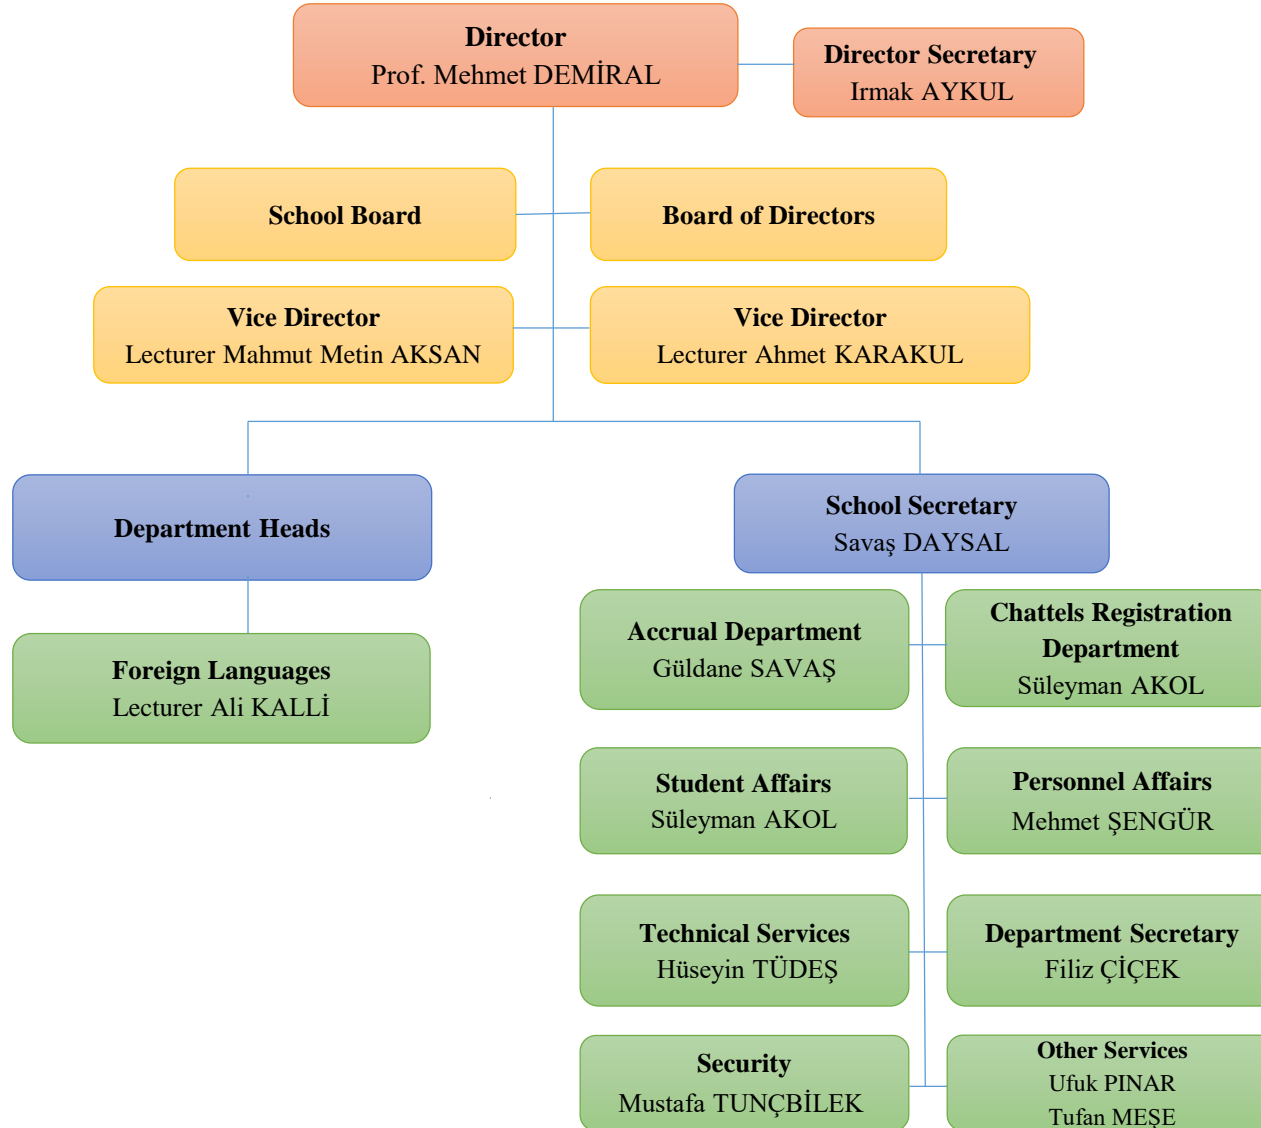 Director
Prof. Mehmet DEMİRAL
Director Secretary
Irmak AYKUL
School Board
Board of Directors
Vice Director
Lecturer Mahmut Metin AKSAN
Vice Director
Lecturer Ahmet KARAKUL
Department Heads
School Secretary
Savaş DAYSAL
Foreign Languages
Lecturer Ali KALLİ
Accrual Department
Güldane SAVAŞ
Chattels Registration
Department
Süleyman AKOL
Student Affairs
Süleyman AKOL
Personnel Affairs
Mehmet ŞENGÜR
Technical Services
Hüseyin TÜDEŞ
Department Secretary
Filiz ÇİÇEK
Security
Mustafa TUNÇBİLEK
Other Services
Ufuk PINAR
Tufan MEŞE